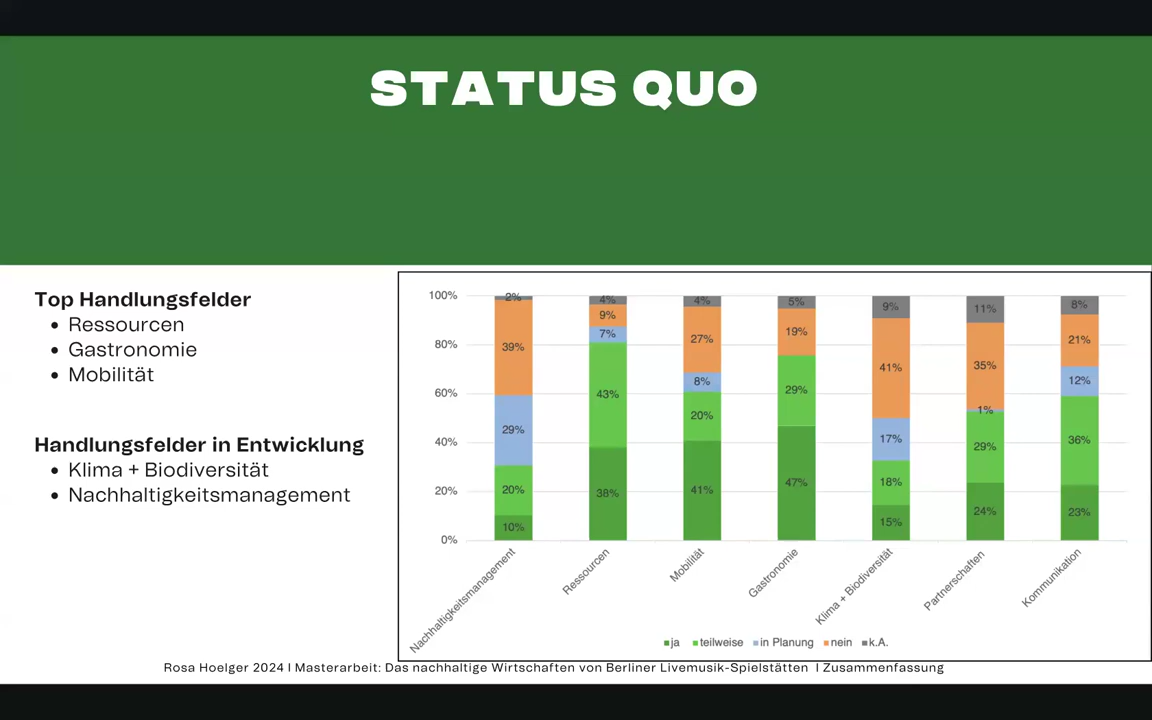 STATUS QUO
Top Handlungsfelder
• Ressourcen
• Gastronomie
• Mobilität
Handlungsfelder in Entwicklung
• Klima + Biodiversität
• Nachhaltigkeitsmanagement
100%
80%
60%
40%
20%
0%
2%
39%
29%
20%
10%
4%
9%
7%
43%
38%
4%
27%
8%
20%
41%
5%
19%
29%
47%
9%
41%
17%
18%
15%
11%
35%
1%
29%
24%
8%
21%
12%
36%
23%
Nachhaltigkeitsmanagement
Ressourcen
Mobilität
Gastronomie
Klima + Biodiversität
Partnerschaften
Kommunikation
ja teilweise in Planung nein k.A.
Rosa Hoelger 2024 I Masterarbeit: Das nachhaltige Wirtschaften von Berliner Livemusik-Spielstätten I Zusammenfassung